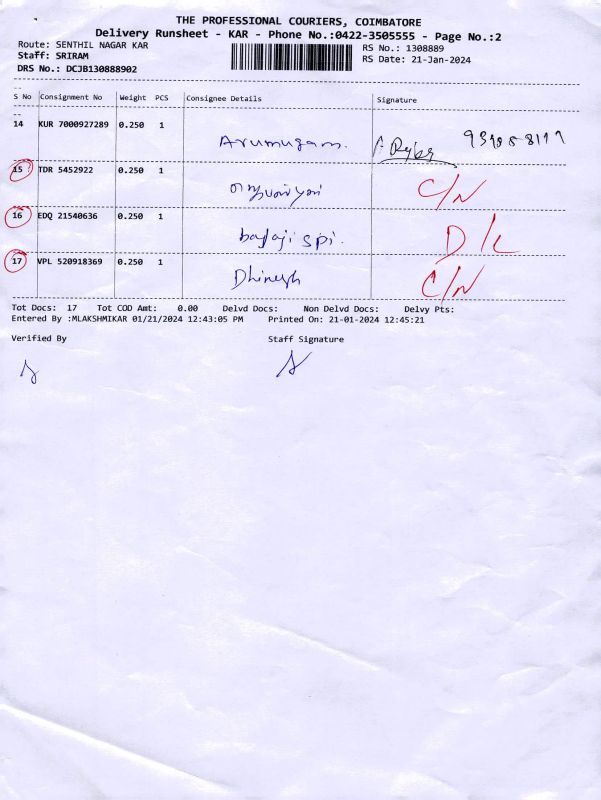 THE PROFESSIONAL COURIERS, COIMBATORE
Delivery Runsheet - KAR - Phone No.:0422-3505555 - Page No.:2
Route: SENTHIL NAGAR KAR
RS No.: 1308889
Staff: SRIRAM
RS Date: 21-Jan-2024
DRS No.: DCJB130888902
S No Consignment No Weight PCS Consignee Details Signature
14 KUR 7000927289 0.250 1 Arumugam.
15 TDR 5452922 0.250 1 C/N
16 EDQ 21540636 0.250 1 balaji spi. D/L
17 VPL 520918369 0.250 1 Dhinesh C/N
Tot Docs: 17 Tot COD Amt: 0.00 Delvd Docs: Non Delvd Docs: Delvy Pts:
Entered By :MLAKSHMIKAR 01/21/2024 12:43:05 PM Printed On: 21-01-2024 12:45:21
Verified By Staff Signature